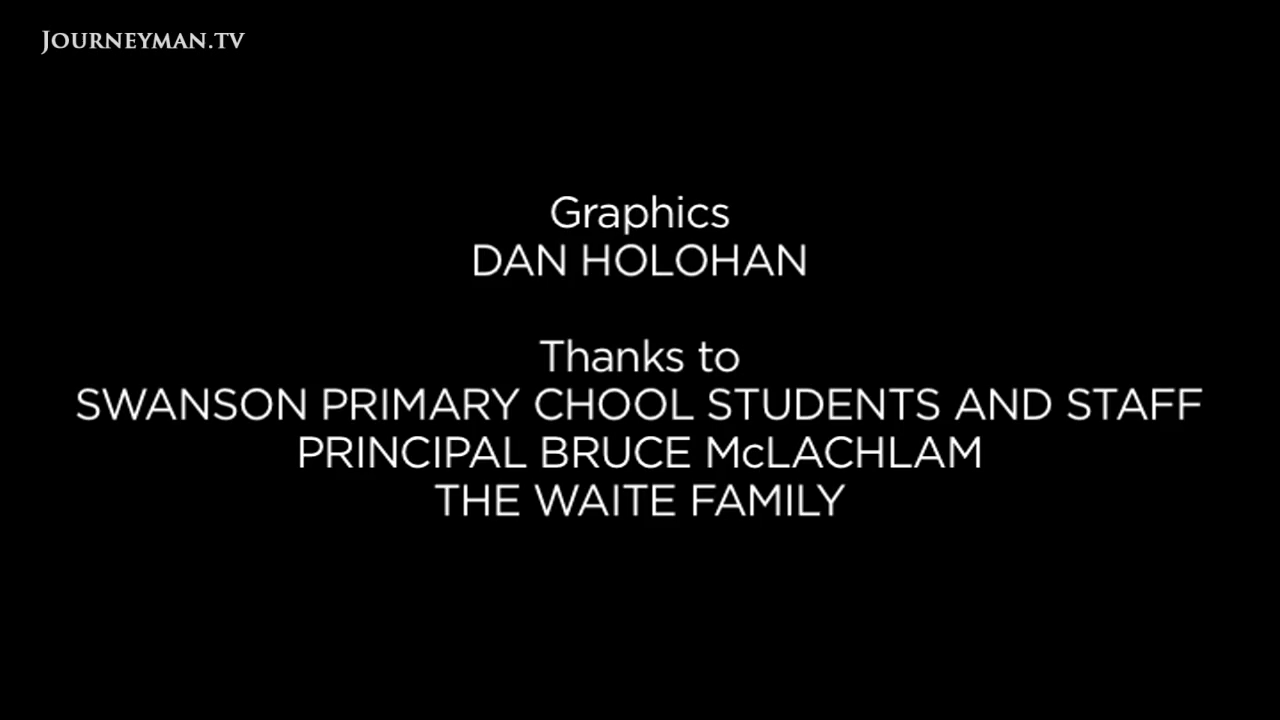 JOURNEYMAN.TV
Graphics
DAN HOLOHAN
Thanks to
SWANSON PRIMARY CHOOL STUDENTS AND STAFF
PRINCIPAL BRUCE McLACHLAM
THE WAITE FAMILY